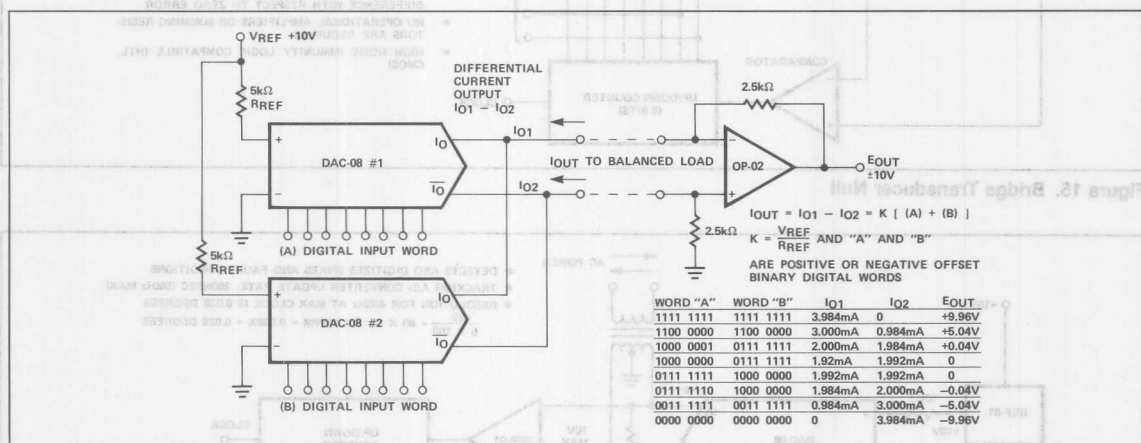 VREF +10V
5kΩ
RREF
DIFFERENTIAL
CURRENT
OUTPUT
IO1 – IO2
+
DAC-08 #1
IO
IO
–
IO1
IO2
IOUT TO BALANCED LOAD
2.5kΩ
–
OP-02
+
EOUT
±10V
2.5kΩ
(A) DIGITAL INPUT WORD
5kΩ
RREF
+
IO
DAC-08 #2
IO
–
(B) DIGITAL INPUT WORD
IOUT = IO1 – IO2 = K [ (A) + (B) ]
K = VREF/RREF AND "A" AND "B"
ARE POSITIVE OR NEGATIVE OFFSET
BINARY DIGITAL WORDS
WORD "A" WORD "B" IO1 IO2 EOUT
1111 1111 1111 1111 3.984mA 0 +9.96V
1100 0000 1100 0000 3.000mA 0.984mA +5.04V
1000 0001 0111 1111 2.000mA 1.984mA +0.04V
1000 0000 0111 1111 1.92mA 1.992mA 0
0111 1111 1000 0000 1.992mA 1.992mA 0
0111 1110 1000 0000 1.984mA 2.000mA –0.04V
0011 1111 0011 1111 0.984mA 3.000mA –5.04V
0000 0000 0000 0000 0 3.984mA –9.96V
Figure 15. Bridge Transducer Null